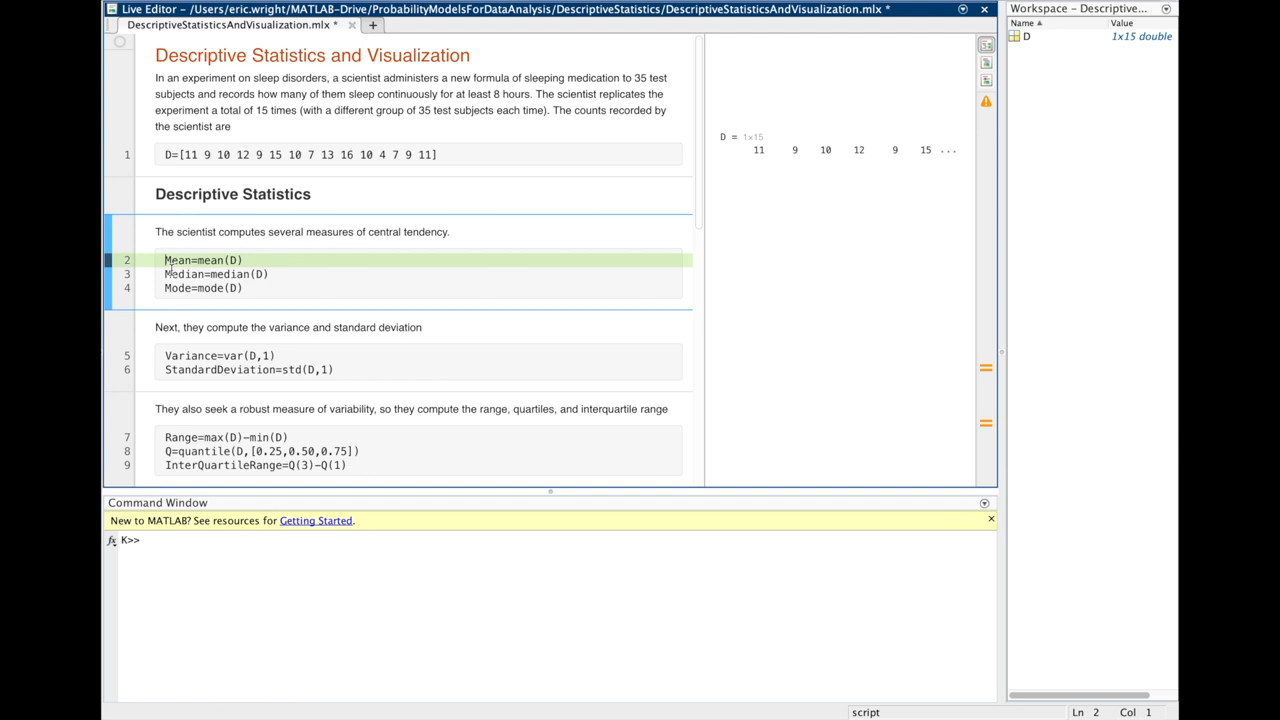 Live Editor - /Users/eric.wright/MATLAB-Drive/ProbabilityModelsForDataAnalysis/DescriptiveStatistics/DescriptiveStatisticsAndVisualization.mlx *
DescriptiveStatisticsAndVisualization.mlx *
Descriptive Statistics and Visualization
In an experiment on sleep disorders, a scientist administers a new formula of sleeping medication to 35 test
subjects and records how many of them sleep continuously for at least 8 hours. The scientist replicates the
experiment a total of 15 times (with a different group of 35 test subjects each time). The counts recorded by
the scientist are
1 D=[11 9 10 12 9 15 10 7 13 16 10 4 7 9 11]
Descriptive Statistics
The scientist computes several measures of central tendency.
2 Mean=mean(D)
3 Median=median(D)
4 Mode=mode(D)
Next, they compute the variance and standard deviation
5 Variance=var(D,1)
6 StandardDeviation=std(D,1)
They also seek a robust measure of variability, so they compute the range, quartiles, and interquartile range
7 Range=max(D)-min(D)
8 Q=quantile(D,[0.25,0.50,0.75])
9 InterQuartileRange=Q(3)-Q(1)
D = 1×15
11 9 10 12 9 15 ...
Workspace - Descriptive...
Name Value
D 1x15 double
Command Window
New to MATLAB? See resources for Getting Started.
fx K>>
script Ln 2 Col 1